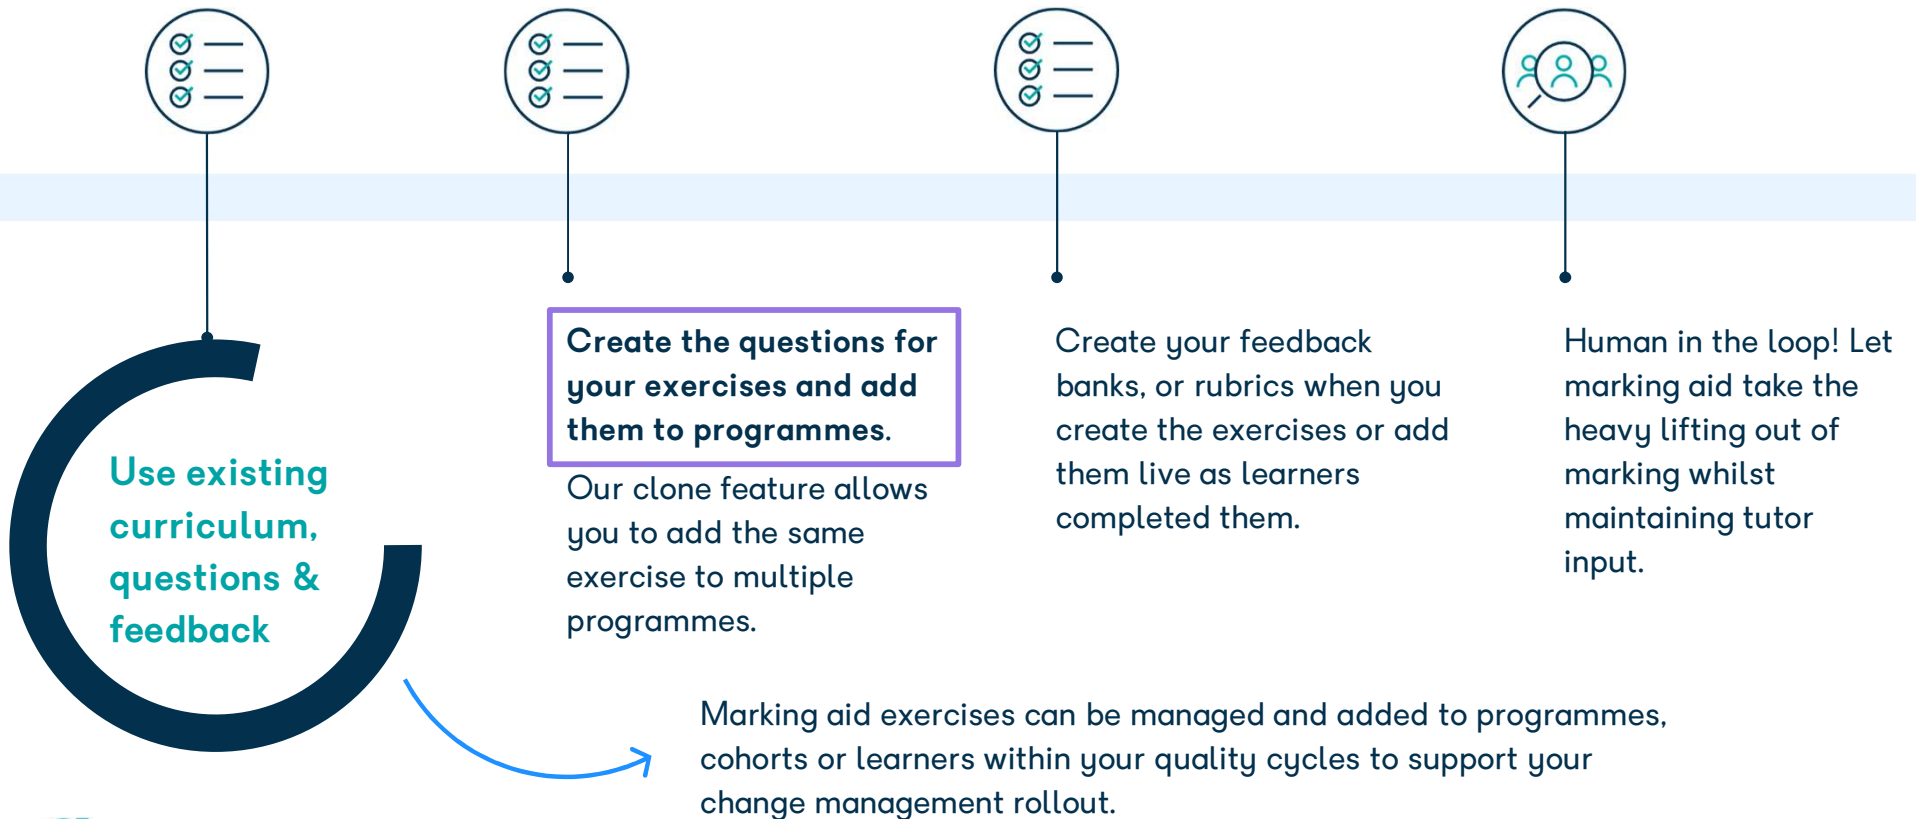 Use existing
curriculum,
questions &
feedback
Create the questions for
your exercises and add
them to programmes.
Our clone feature allows
you to add the same
exercise to multiple
programmes.
Create your feedback
banks, or rubrics when you
create the exercises or add
them live as learners
completed them.
Human in the loop! Let
marking aid take the
heavy lifting out of
marking whilst
maintaining tutor
input.
Marking aid exercises can be managed and added to programmes,
cohorts or learners within your quality cycles to support your
change management rollout.